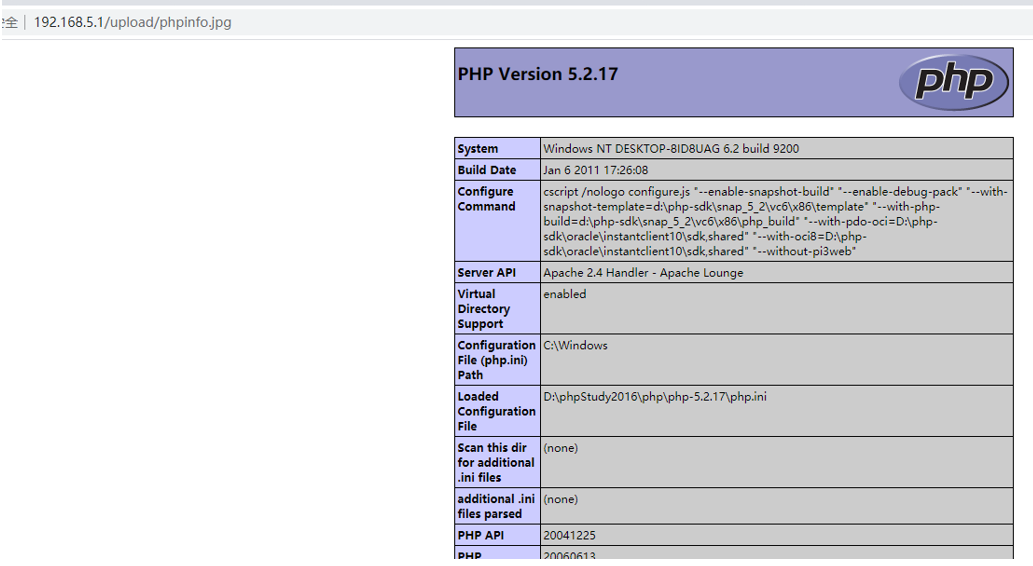 全 | 192.168.5.1/upload/phpinfo.jpg
PHP Version 5.2.17
php
System Windows NT DESKTOP-8ID8UAG 6.2 build 9200
Build Date Jan 6 2011 17:26:08
Configure cscript /nologo configure.js "--enable-snapshot-build" "--enable-debug-pack" "--with-
Command snapshot-template=d:\php-sdk\snap_5_2\vc6\x86\template" "--with-php-
build=d:\php-sdk\snap_5_2\vc6\x86\php_build" "--with-pdo-oci=D:\php-
sdk\oracle\instantclient10\sdk,shared" "--with-oci8=D:\php-
sdk\oracle\instantclient10\sdk,shared" "--without-pi3web"
Server API Apache 2.4 Handler - Apache Lounge
Virtual enabled
Directory
Support
Configuration C:\Windows
File (php.ini)
Path
Loaded D:\phpStudy2016\php\php-5.2.17\php.ini
Configuration
File
Scan this dir (none)
for additional
.ini files
additional .ini (none)
files parsed
PHP API 20041225
PHP 20060613